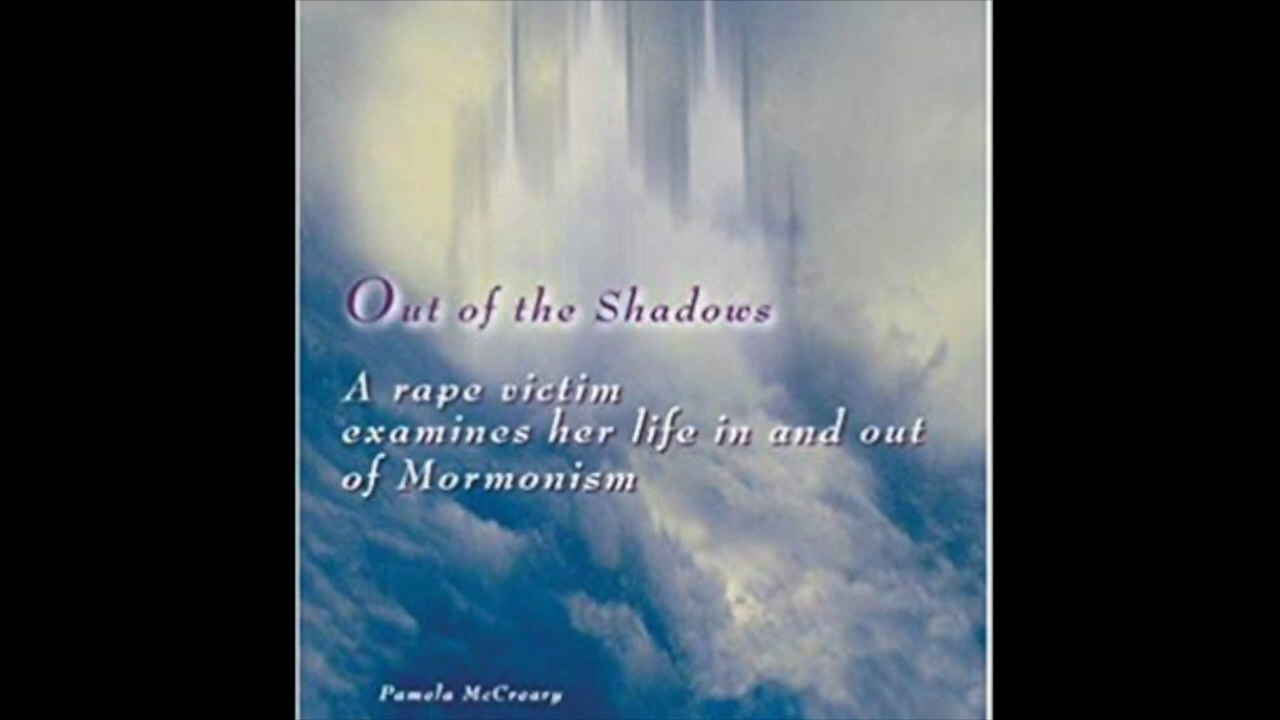 Out of the Shadows
A rape victim
examines her life in and out
of Mormonism
Pamela McCreary